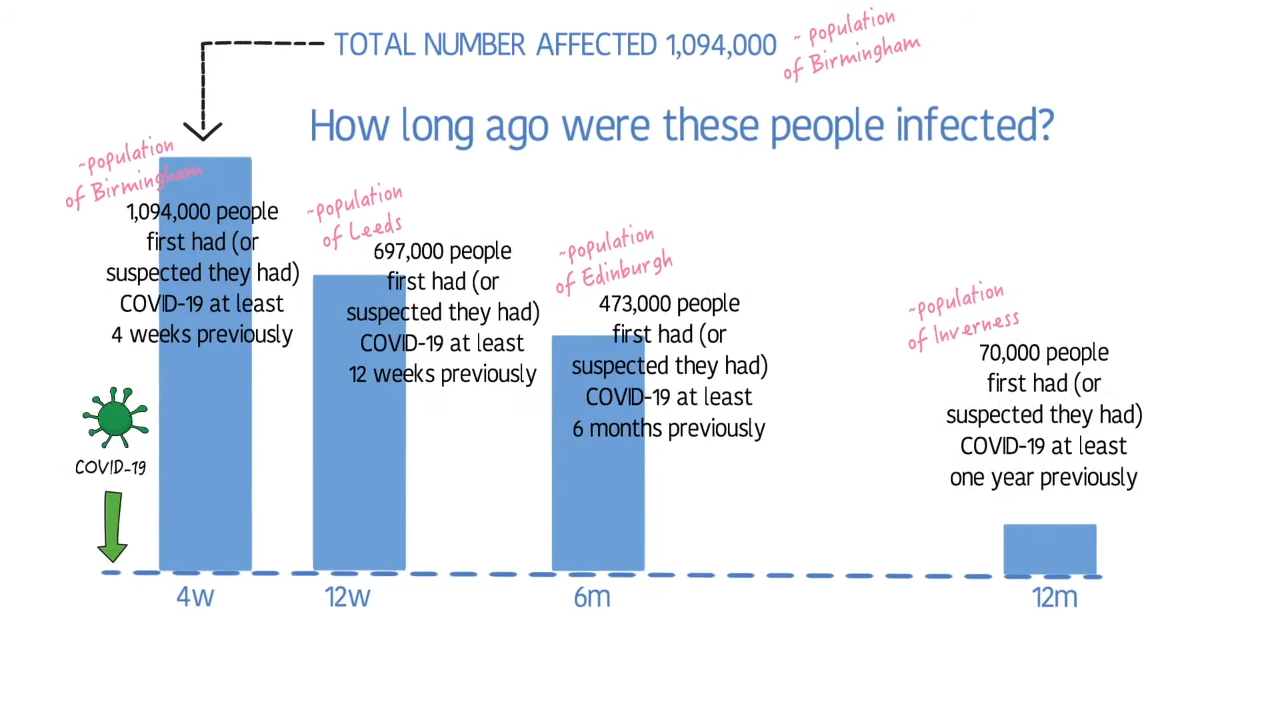 TOTAL NUMBER AFFECTED 1,094,000
~ population
of Birmingham
How long ago were these people infected?
~population
of Birmingham
1,094,000 people
first had (or
suspected they had)
COVID-19 at least
4 weeks previously
~population
of Leeds
697,000 people
first had (or
suspected they had)
COVID-19 at least
12 weeks previously
~population
of Edinburgh
473,000 people
first had (or
suspected they had)
COVID-19 at least
6 months previously
~population
of Inverness
70,000 people
first had (or
suspected they had)
COVID-19 at least
one year previously
COVID-19
4w
12w
6m
12m